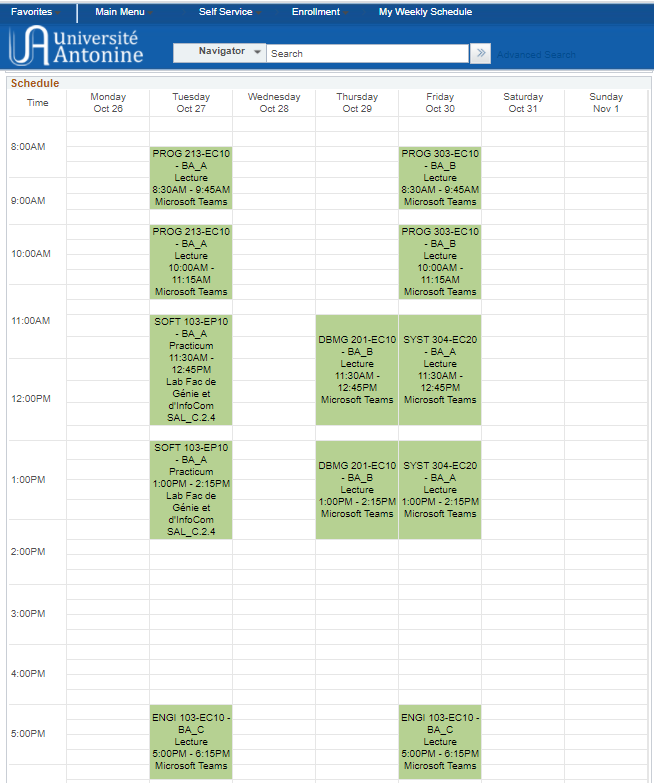 Favorites Main Menu Self Service Enrollment My Weekly Schedule
Université
Antonine
Navigator Search Advanced Search
Schedule
Time
Monday
Oct 26
Tuesday
Oct 27
Wednesday
Oct 28
Thursday
Oct 29
Friday
Oct 30
Saturday
Oct 31
Sunday
Nov 1
8:00AM
PROG 213-EC10
- BA_A
Lecture
8:30AM - 9:45AM
Microsoft Teams
PROG 303-EC10
- BA_B
Lecture
8:30AM - 9:45AM
Microsoft Teams
9:00AM
PROG 213-EC10
- BA_A
Lecture
10:00AM -
11:15AM
Microsoft Teams
PROG 303-EC10
- BA_B
Lecture
10:00AM -
11:15AM
Microsoft Teams
10:00AM
11:00AM
SOFT 103-EP10
- BA_A
Practicum
11:30AM -
12:45PM
Lab Fac de
Génie et
d'InfoCom
SAL_C.2.4
DBMG 201-EC10
- BA_B
Lecture
11:30AM -
12:45PM
Microsoft Teams
SYST 304-EC20
- BA_A
Lecture
11:30AM -
12:45PM
Microsoft Teams
12:00PM
SOFT 103-EP10
- BA_A
Practicum
1:00PM - 2:15PM
Lab Fac de
Génie et
d'InfoCom
SAL_C.2.4
DBMG 201-EC10
- BA_B
Lecture
1:00PM - 2:15PM
Microsoft Teams
SYST 304-EC20
- BA_A
Lecture
1:00PM - 2:15PM
Microsoft Teams
1:00PM
2:00PM
3:00PM
4:00PM
ENGI 103-EC10 -
BA_C
Lecture
5:00PM - 6:15PM
Microsoft Teams
ENGI 103-EC10 -
BA_C
Lecture
5:00PM - 6:15PM
Microsoft Teams
5:00PM